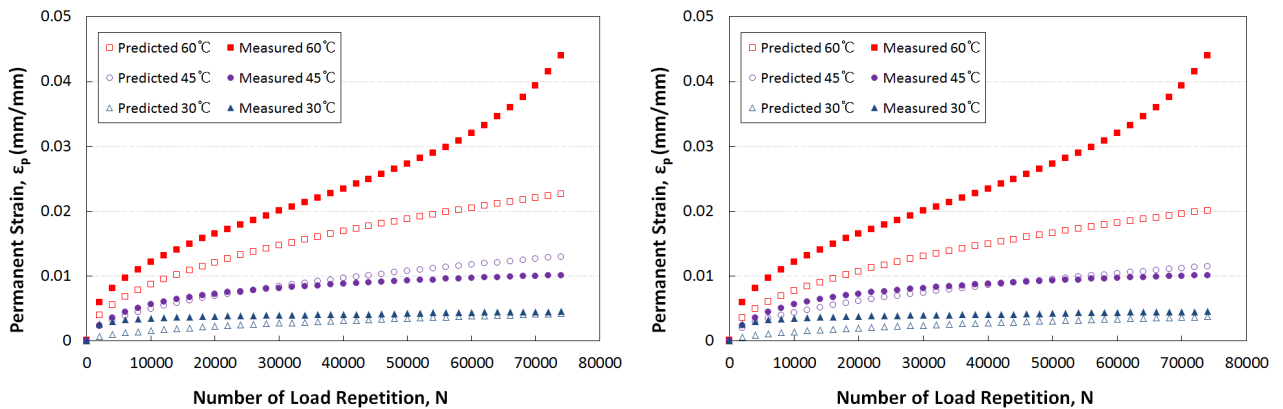 0.05
0.04
0.03
0.02
0.01
0
Permanent Strain, εp (mm/mm)
Predicted 60℃ Measured 60℃
Predicted 45℃ Measured 45℃
Predicted 30℃ Measured 30℃
0 10000 20000 30000 40000 50000 60000 70000 80000
Number of Load Repetition, N
0.05
0.04
0.03
0.02
0.01
0
Permanent Strain, εp (mm/mm)
Predicted 60℃ Measured 60℃
Predicted 45℃ Measured 45℃
Predicted 30℃ Measured 30℃
0 10000 20000 30000 40000 50000 60000 70000 80000
Number of Load Repetition, N